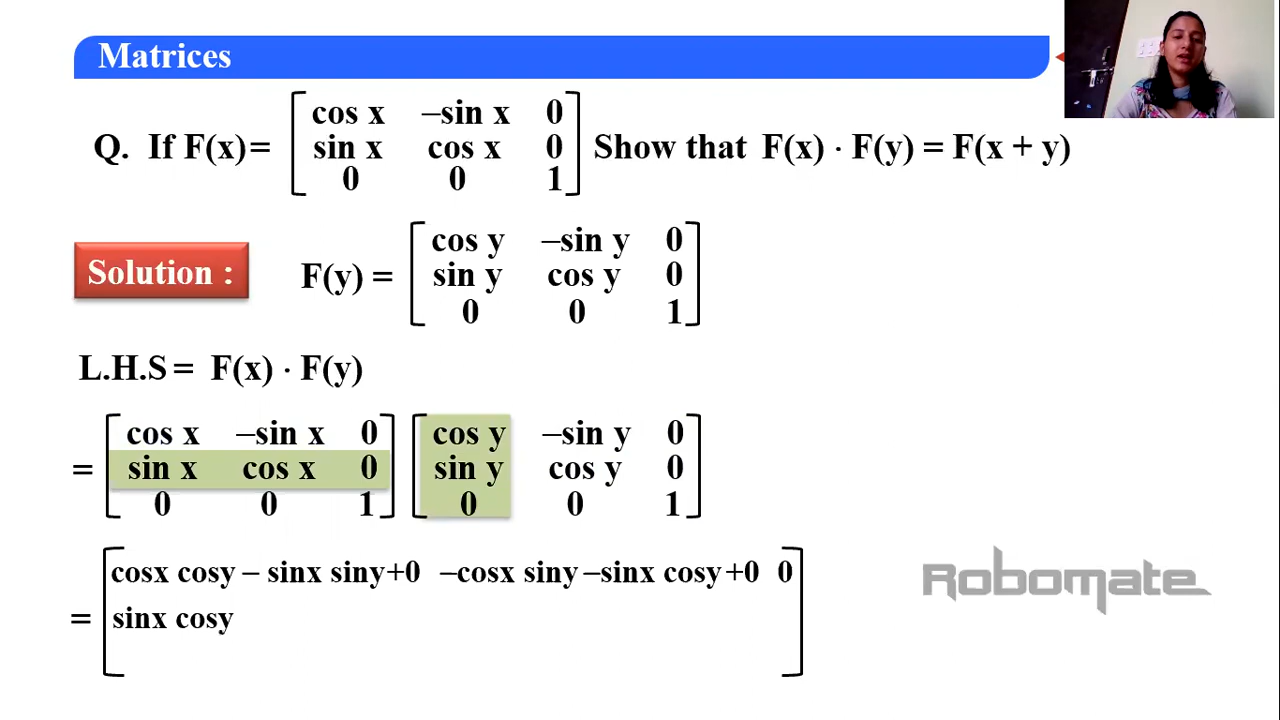 Matrices
cos x –sin x 0
Q. If F(x)= sin x cos x 0 Show that F(x) · F(y) = F(x + y)
0 0 1
cos y –sin y 0
Solution : F(y) = sin y cos y 0
0 0 1
L.H.S = F(x) · F(y)
cos x –sin x 0 cos y –sin y 0
= sin x cos x 0 sin y cos y 0
0 0 1 0 0 1
cosx cosy – sinx siny+0 –cosx siny –sinx cosy +0 0
= sinx cosy
Robomate